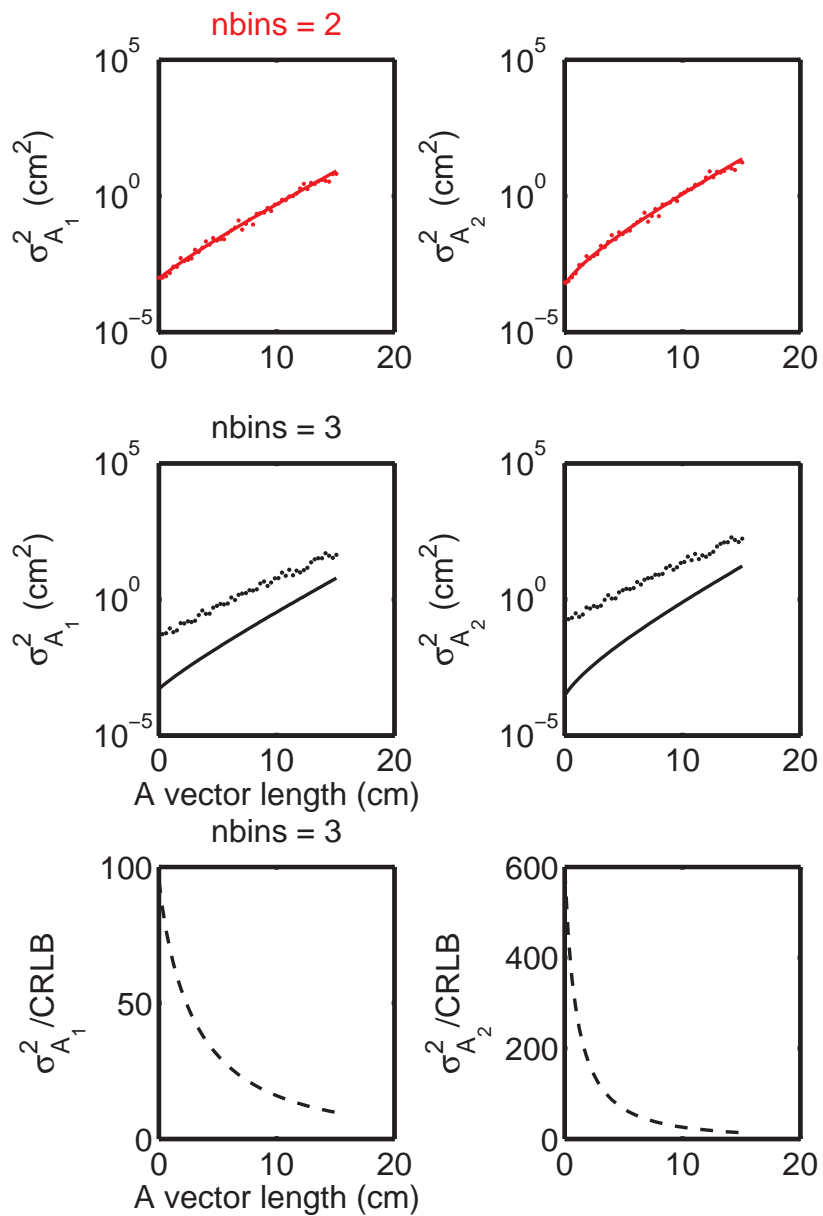 nbins = 2
10^5
10^0
10^−5
σ²_A₁ (cm²)
0 10 20
10^5
10^0
10^−5
σ²_A₂ (cm²)
0 10 20
nbins = 3
10^5
10^0
10^−5
σ²_A₁ (cm²)
0 10 20
A vector length (cm)
10^5
10^0
10^−5
σ²_A₂ (cm²)
0 10 20
nbins = 3
100
50
0
σ²_A₁ /CRLB
0 10 20
A vector length (cm)
600
400
200
0
σ²_A₂ /CRLB
0 10 20